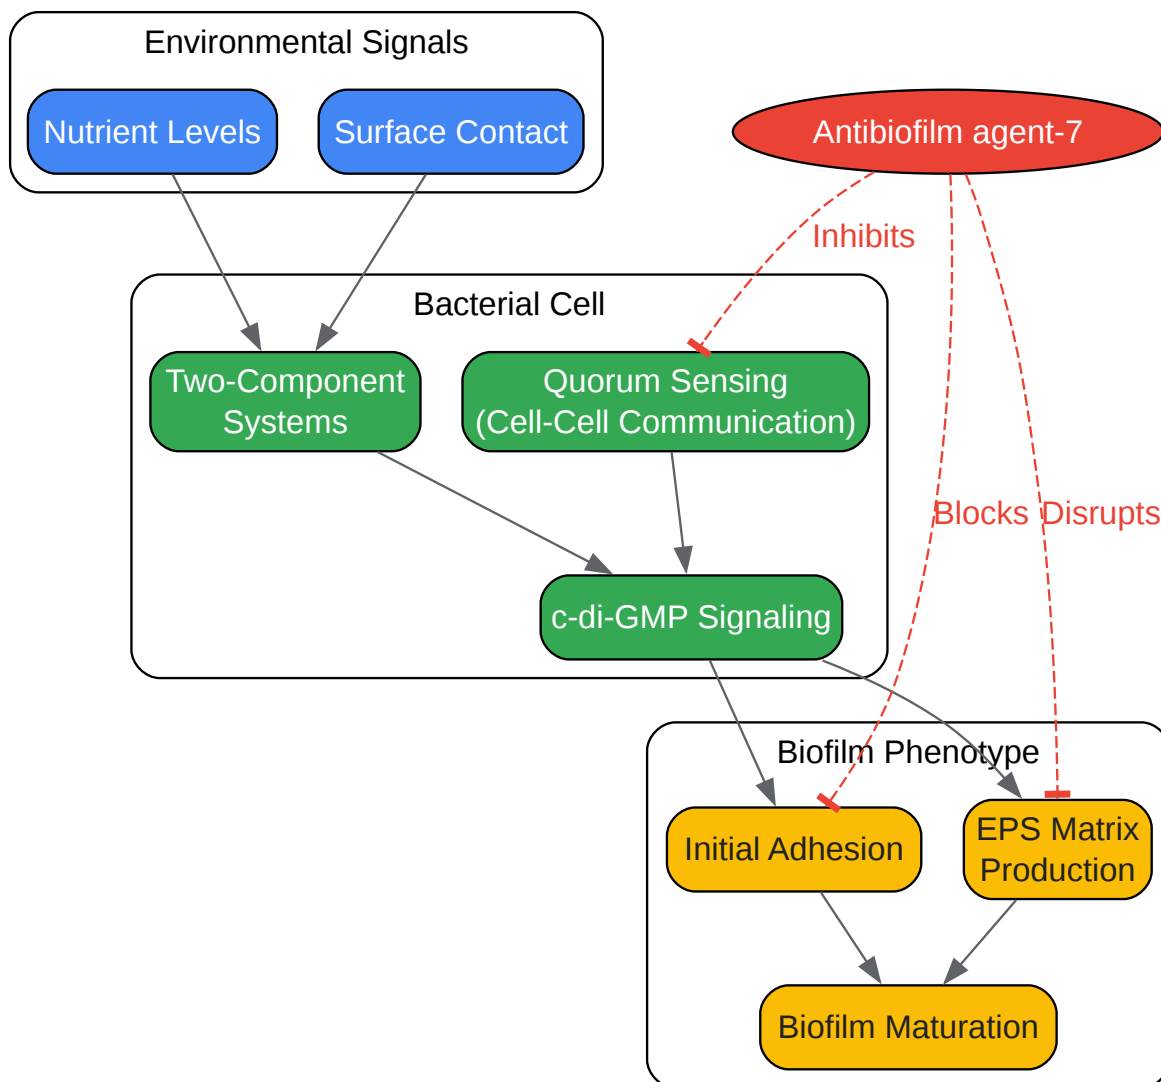 Environmental Signals
Nutrient Levels
Surface Contact
Antibiofilm agent-7
Inhibits
Bacterial Cell
Two-Component
Systems
Quorum Sensing
(Cell-Cell Communication)
Blocks
Disrupts
c-di-GMP Signaling
Biofilm Phenotype
Initial Adhesion
EPS Matrix
Production
Biofilm Maturation